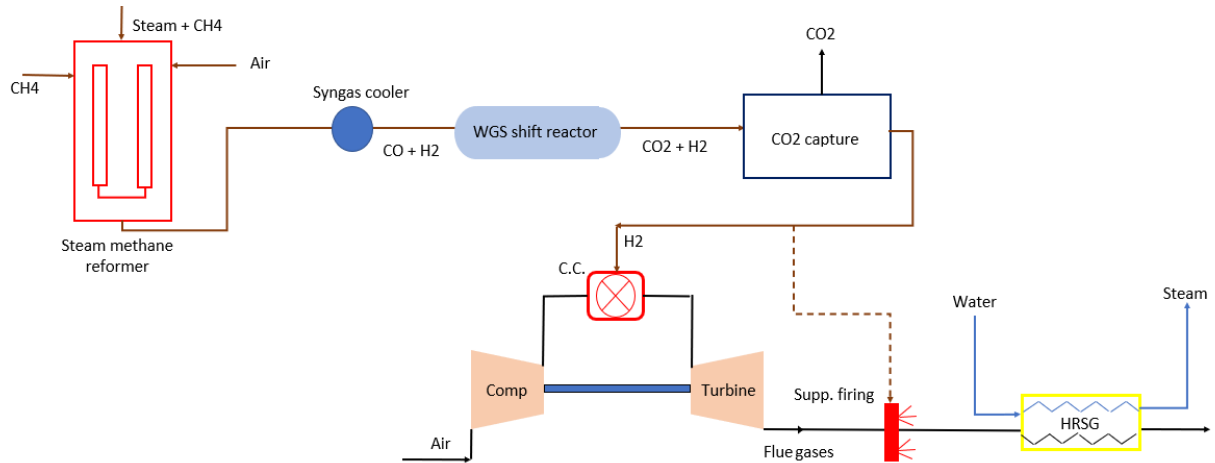 Steam + CH4
CH4
Air
Steam methane
reformer
Syngas cooler
CO + H2
WGS shift reactor
CO2 + H2
CO2
CO2 capture
H2
C.C.
Comp
Turbine
Air
Supp. firing
Flue gases
Water
Steam
HRSG